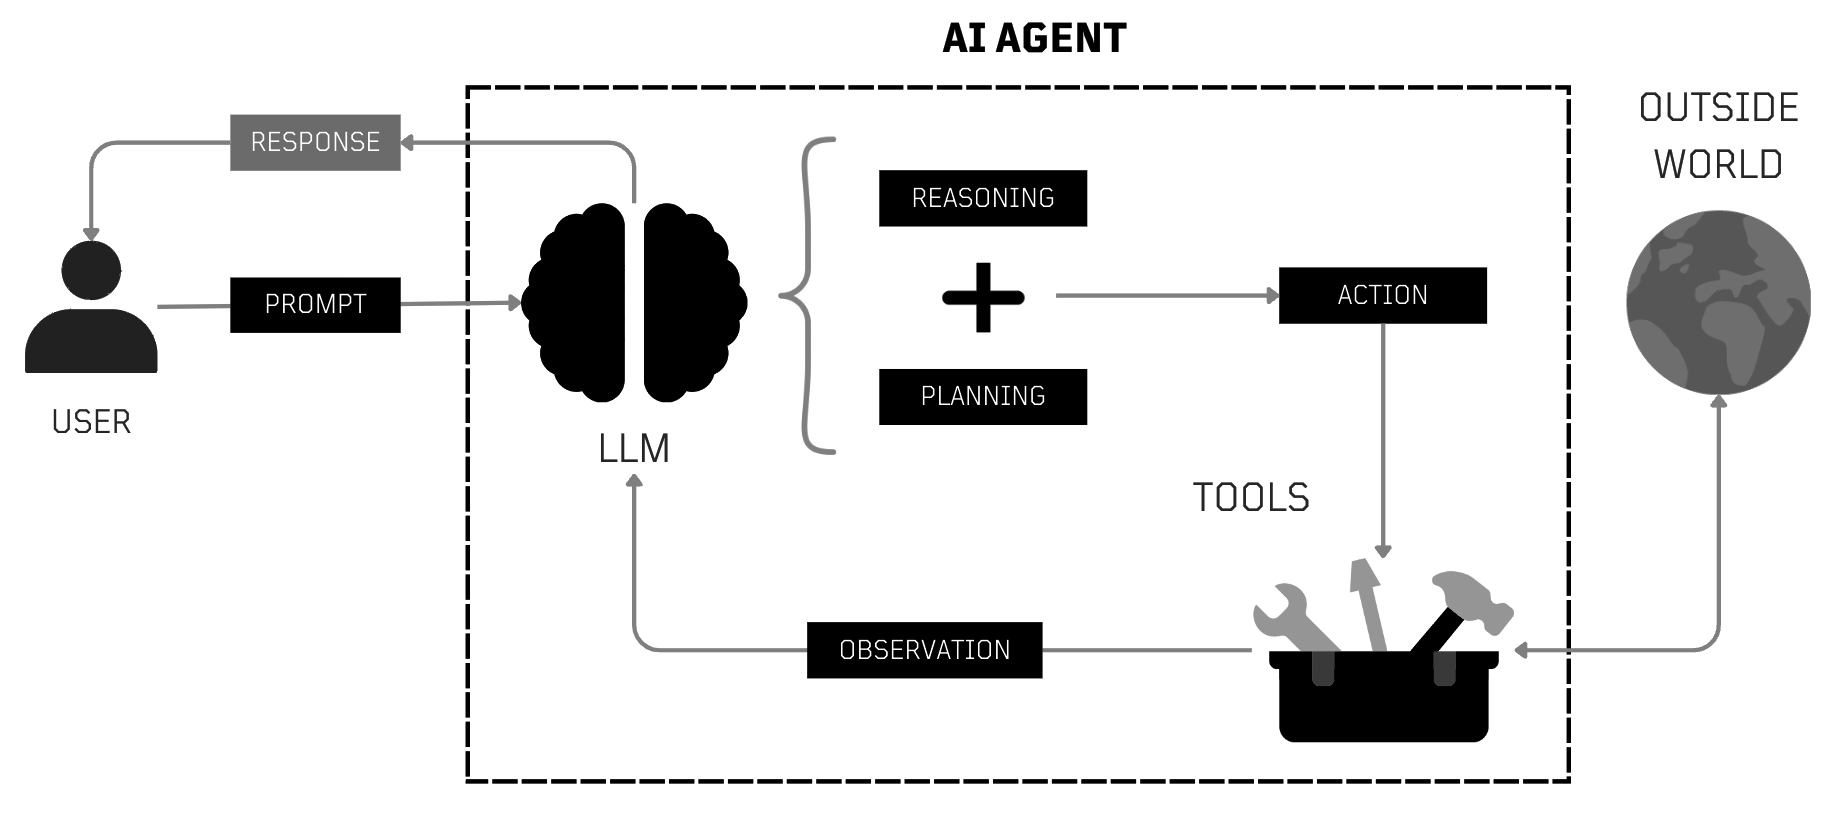 AI AGENT
OUTSIDE
WORLD
RESPONSE
REASONING
PROMPT
ACTION
PLANNING
USER
LLM
TOOLS
OBSERVATION